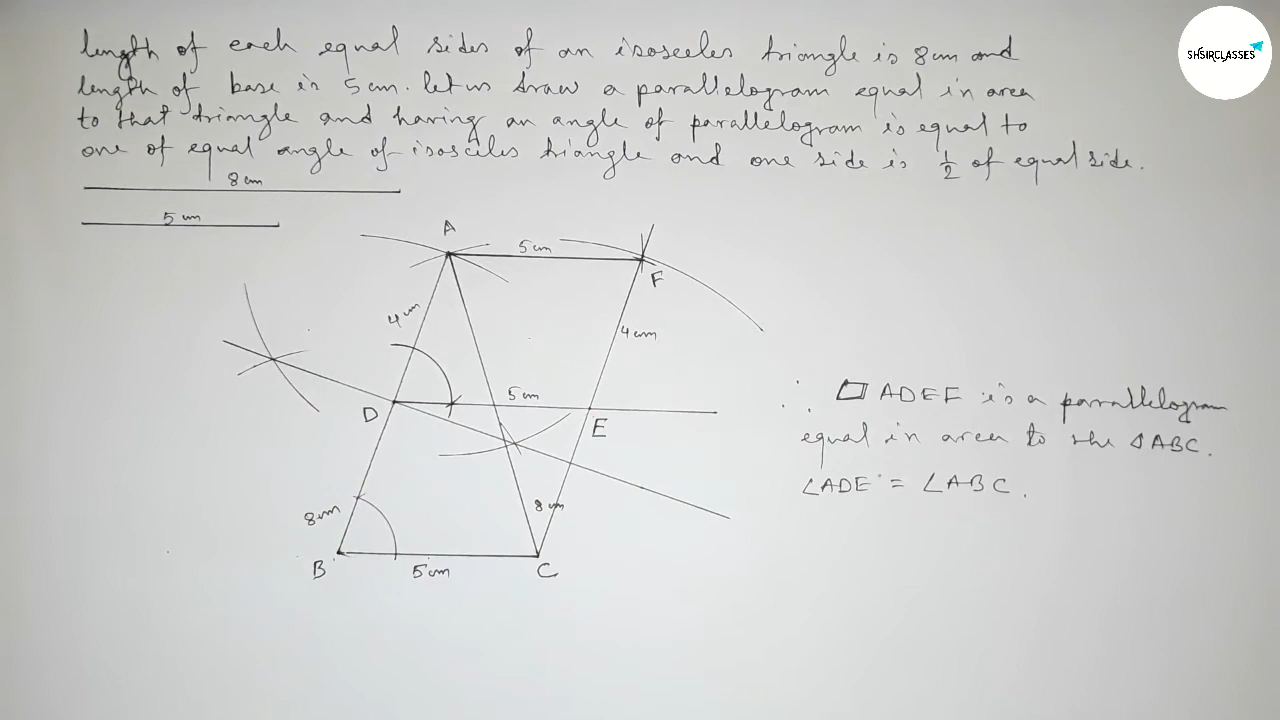 length of each equal sides of an isosceles triangle is 8cm and
length of base is 5cm. let us draw a parallelogram equal in area
to that triangle and having an angle of parallelogram is equal to
one of equal angle of isosciles triangle and one side is 1/2 of equal side.
SHSIRCLASSES
8cm
5cm
A
5cm
F
4cm
4cm
D
5cm
E
8cm
8cm
B
5cm
C
∴ ▱ ADEF is a parallelogram
equal in area to the ΔABC.
∠ADE = ∠ABC.